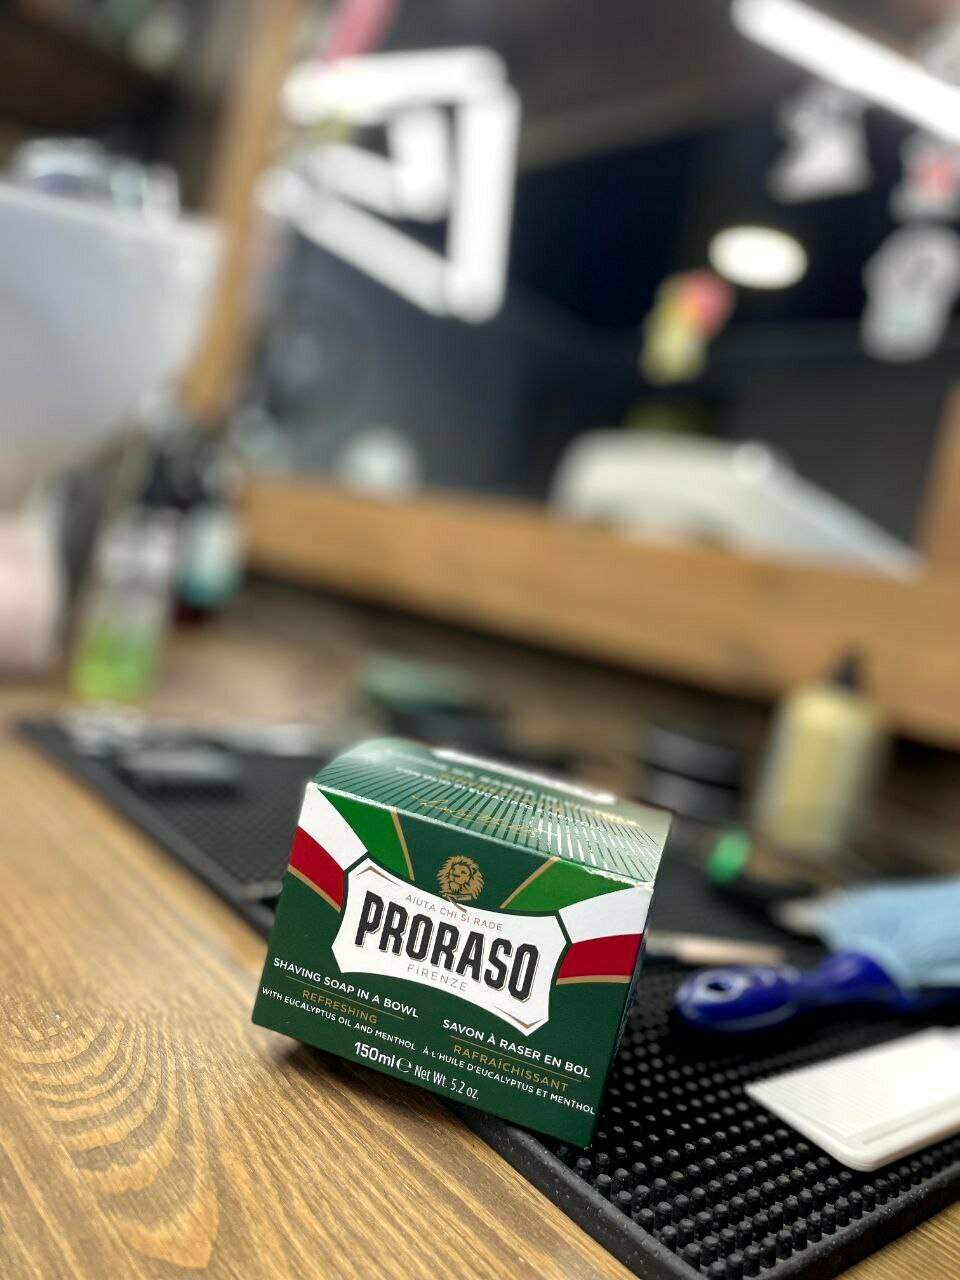 AIUTA CHI SI RADE
PRORASO
FIRENZE
SHAVING SOAP IN A BOWL
REFRESHING
WITH EUCALYPTUS OIL AND MENTHOL
SAVON À RASER EN BOL
RAFRAÎCHISSANT
À L'HUILE D'EUCALYPTUS ET MENTHOL
150ml ℮ Net Wt. 5.2 oz.